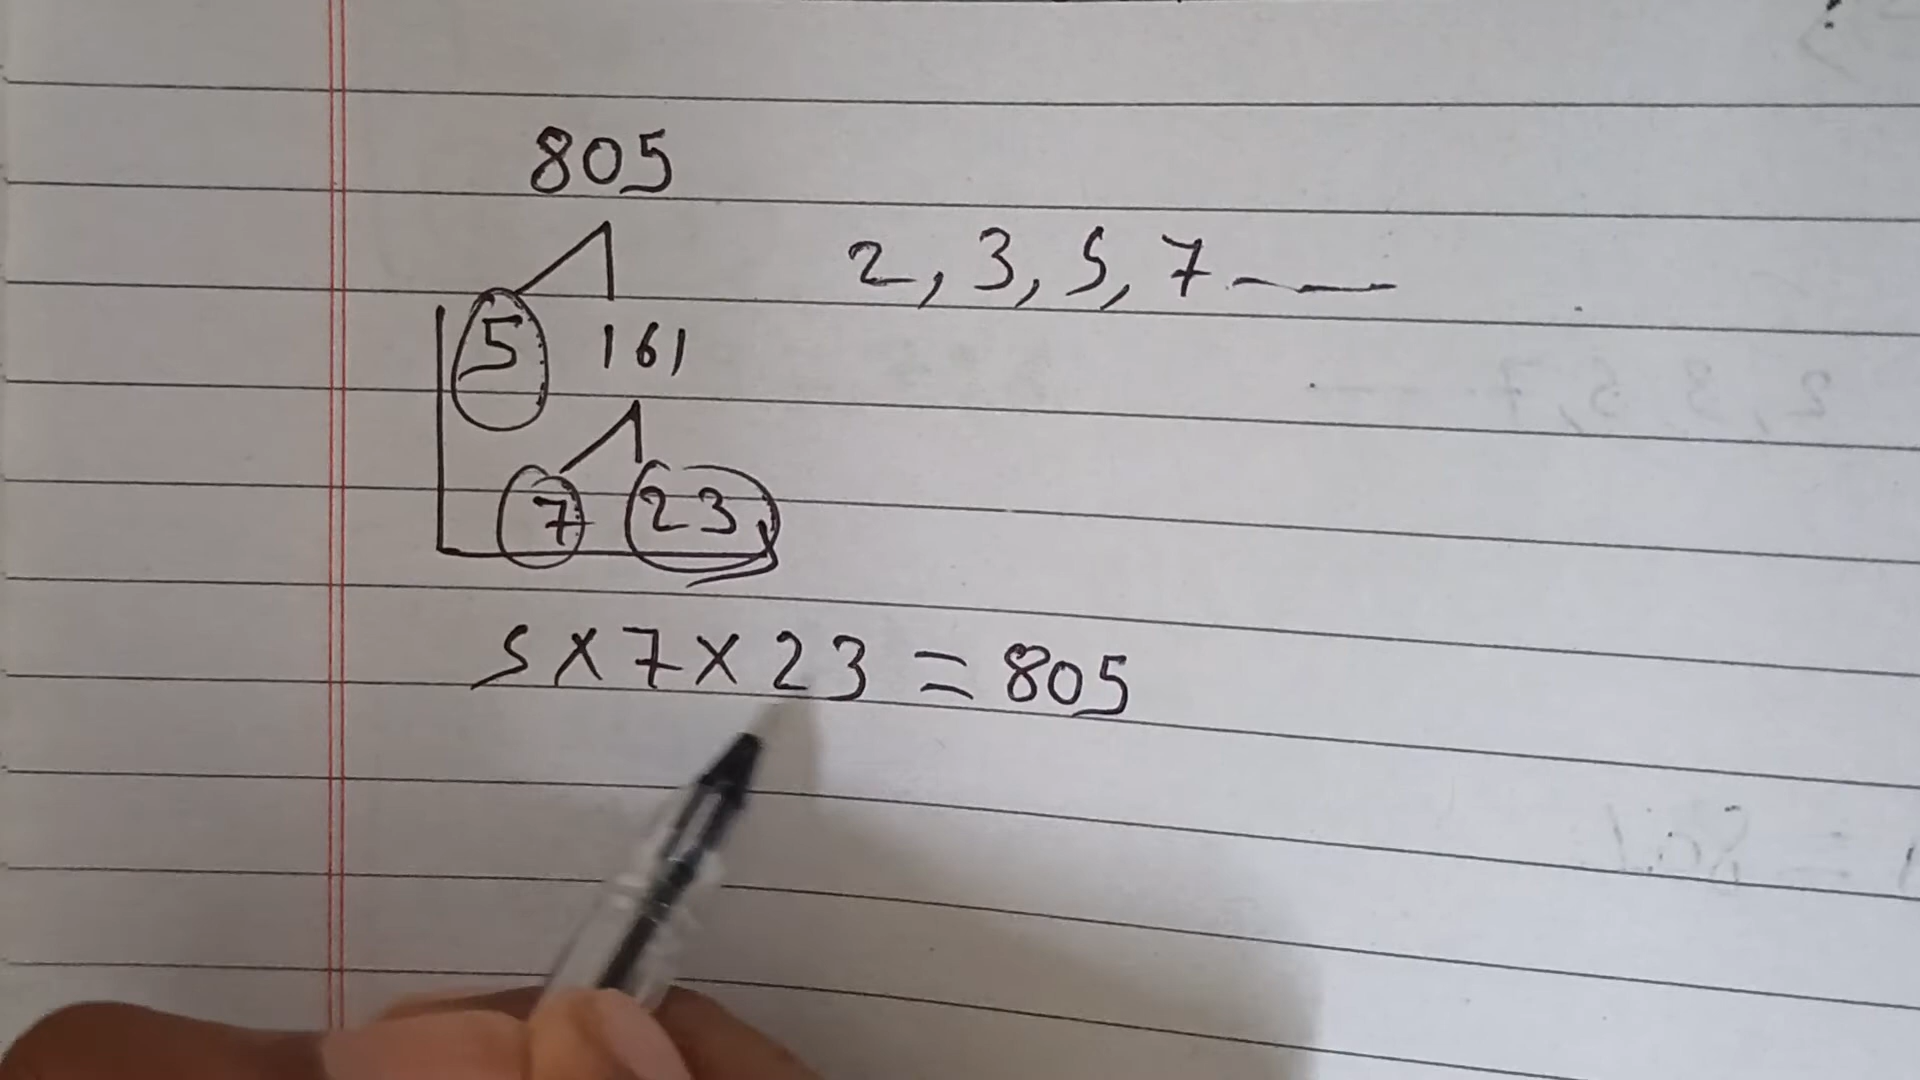 805
2, 3, 5, 7 ——
5 161
7 23
5 × 7 × 23 = 805